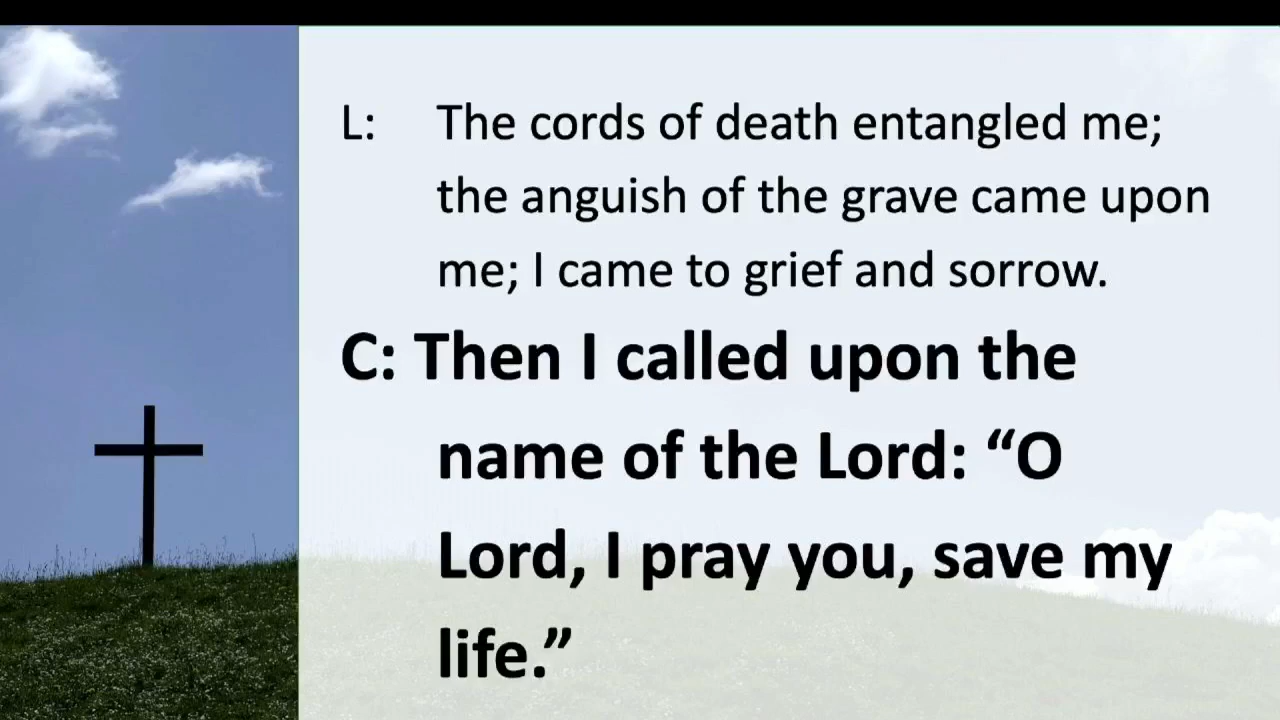 L: The cords of death entangled me;
the anguish of the grave came upon
me; I came to grief and sorrow.
C: Then I called upon the
name of the Lord: “O
Lord, I pray you, save my
life.”